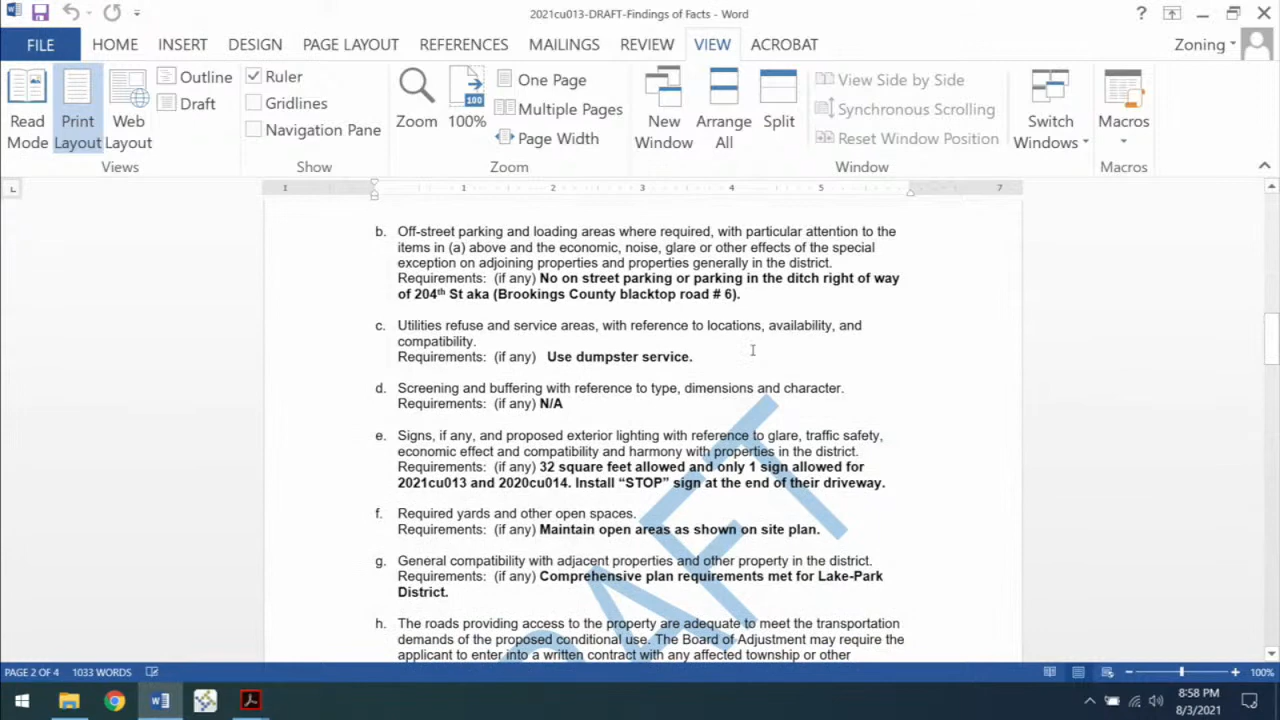 2021cu013-DRAFT-Findings of Facts - Word
FILE HOME INSERT DESIGN PAGE LAYOUT REFERENCES MAILINGS REVIEW VIEW ACROBAT Zoning
Read Mode
Print Layout
Web Layout
Outline
Draft
Views
Ruler
Gridlines
Navigation Pane
Show
Zoom
100
100%
One Page
Multiple Pages
Page Width
Zoom
New Window
Arrange All
Split
View Side by Side
Synchronous Scrolling
Reset Window Position
Window
Switch Windows
Macros
Macros
1 1 2 3 4 5 7
b. Off-street parking and loading areas where required, with particular attention to the
items in (a) above and the economic, noise, glare or other effects of the special
exception on adjoining properties and properties generally in the district.
Requirements: (if any) No on street parking or parking in the ditch right of way
of 204th St aka (Brookings County blacktop road # 6).
c. Utilities refuse and service areas, with reference to locations, availability, and
compatibility.
Requirements: (if any) Use dumpster service.
d. Screening and buffering with reference to type, dimensions and character.
Requirements: (if any) N/A
e. Signs, if any, and proposed exterior lighting with reference to glare, traffic safety,
economic effect and compatibility and harmony with properties in the district.
Requirements: (if any) 32 square feet allowed and only 1 sign allowed for
2021cu013 and 2020cu014. Install “STOP” sign at the end of their driveway.
f. Required yards and other open spaces.
Requirements: (if any) Maintain open areas as shown on site plan.
g. General compatibility with adjacent properties and other property in the district.
Requirements: (if any) Comprehensive plan requirements met for Lake-Park
District.
h. The roads providing access to the property are adequate to meet the transportation
demands of the proposed conditional use. The Board of Adjustment may require the
applicant to enter into a written contract with any affected township or other
PAGE 2 OF 4 1033 WORDS 100%
8:58 PM
8/3/2021